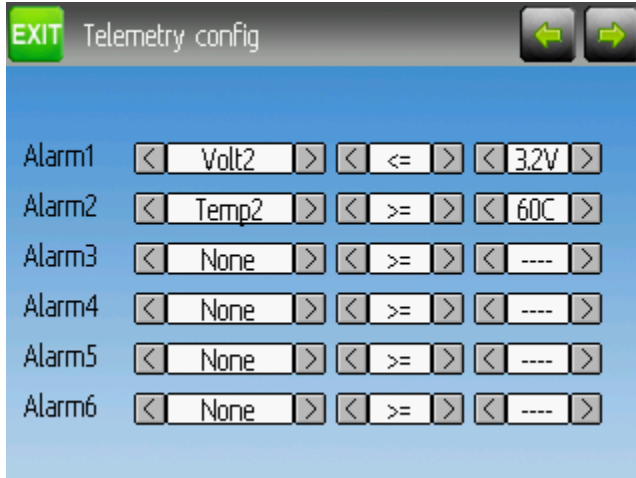 EXIT Telemetry config
Alarm1 < Volt2 > < <= > < 3.2V >
Alarm2 < Temp2 > < >= > < 60C >
Alarm3 < None > < >= > < ---- >
Alarm4 < None > < >= > < ---- >
Alarm5 < None > < >= > < ---- >
Alarm6 < None > < >= > < ---- >